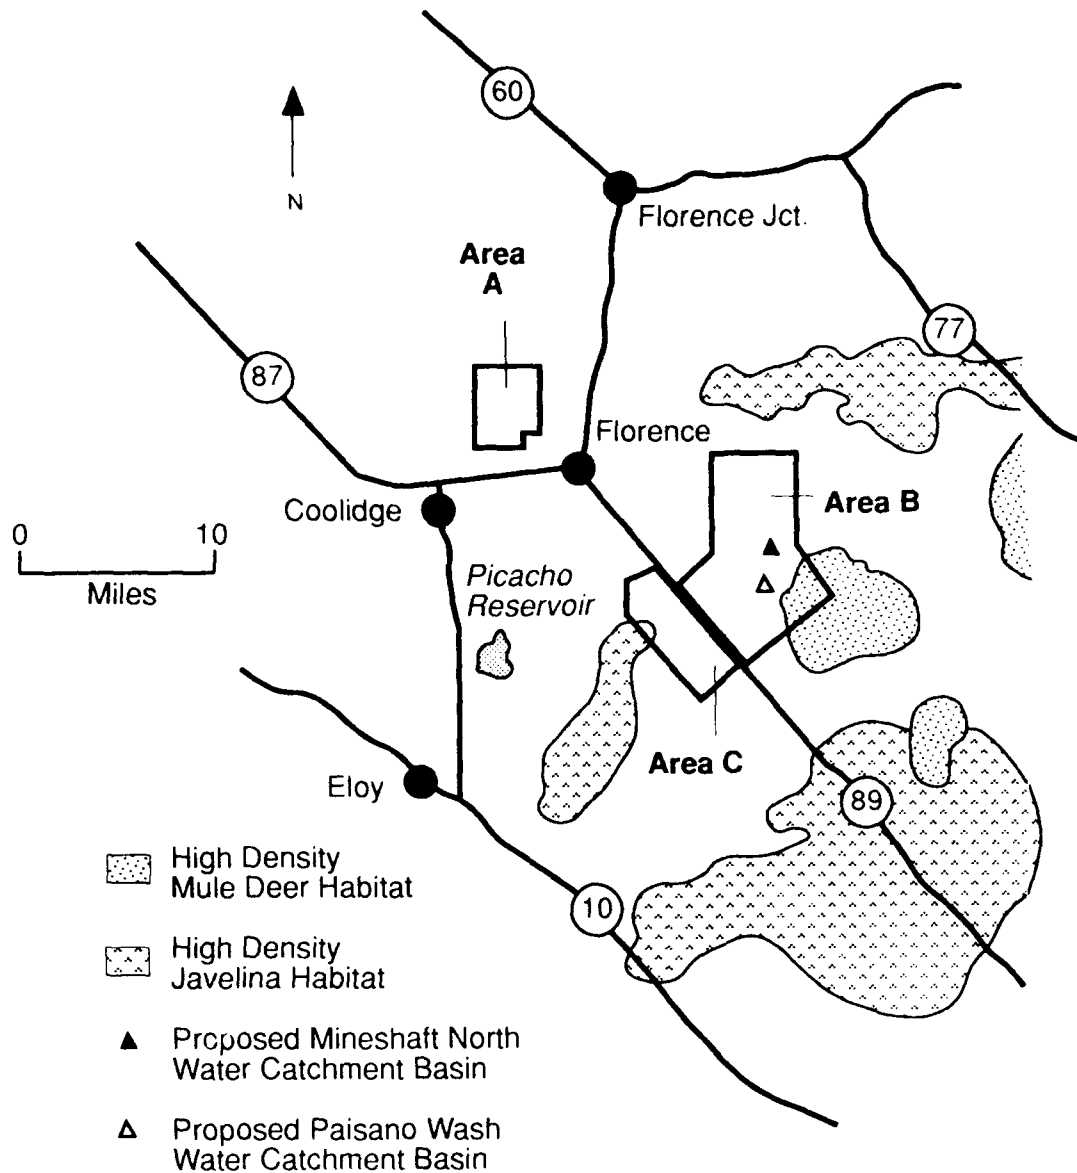 60
N
Florence Jct.
Area
A
77
87
Florence
Coolidge
Area B
0 10
Miles
Picacho
Reservoir
Area C
Eloy
89
10
High Density
Mule Deer Habitat
High Density
Javelina Habitat
Proposed Mineshaft North
Water Catchment Basin
Proposed Paisano Wash
Water Catchment Basin